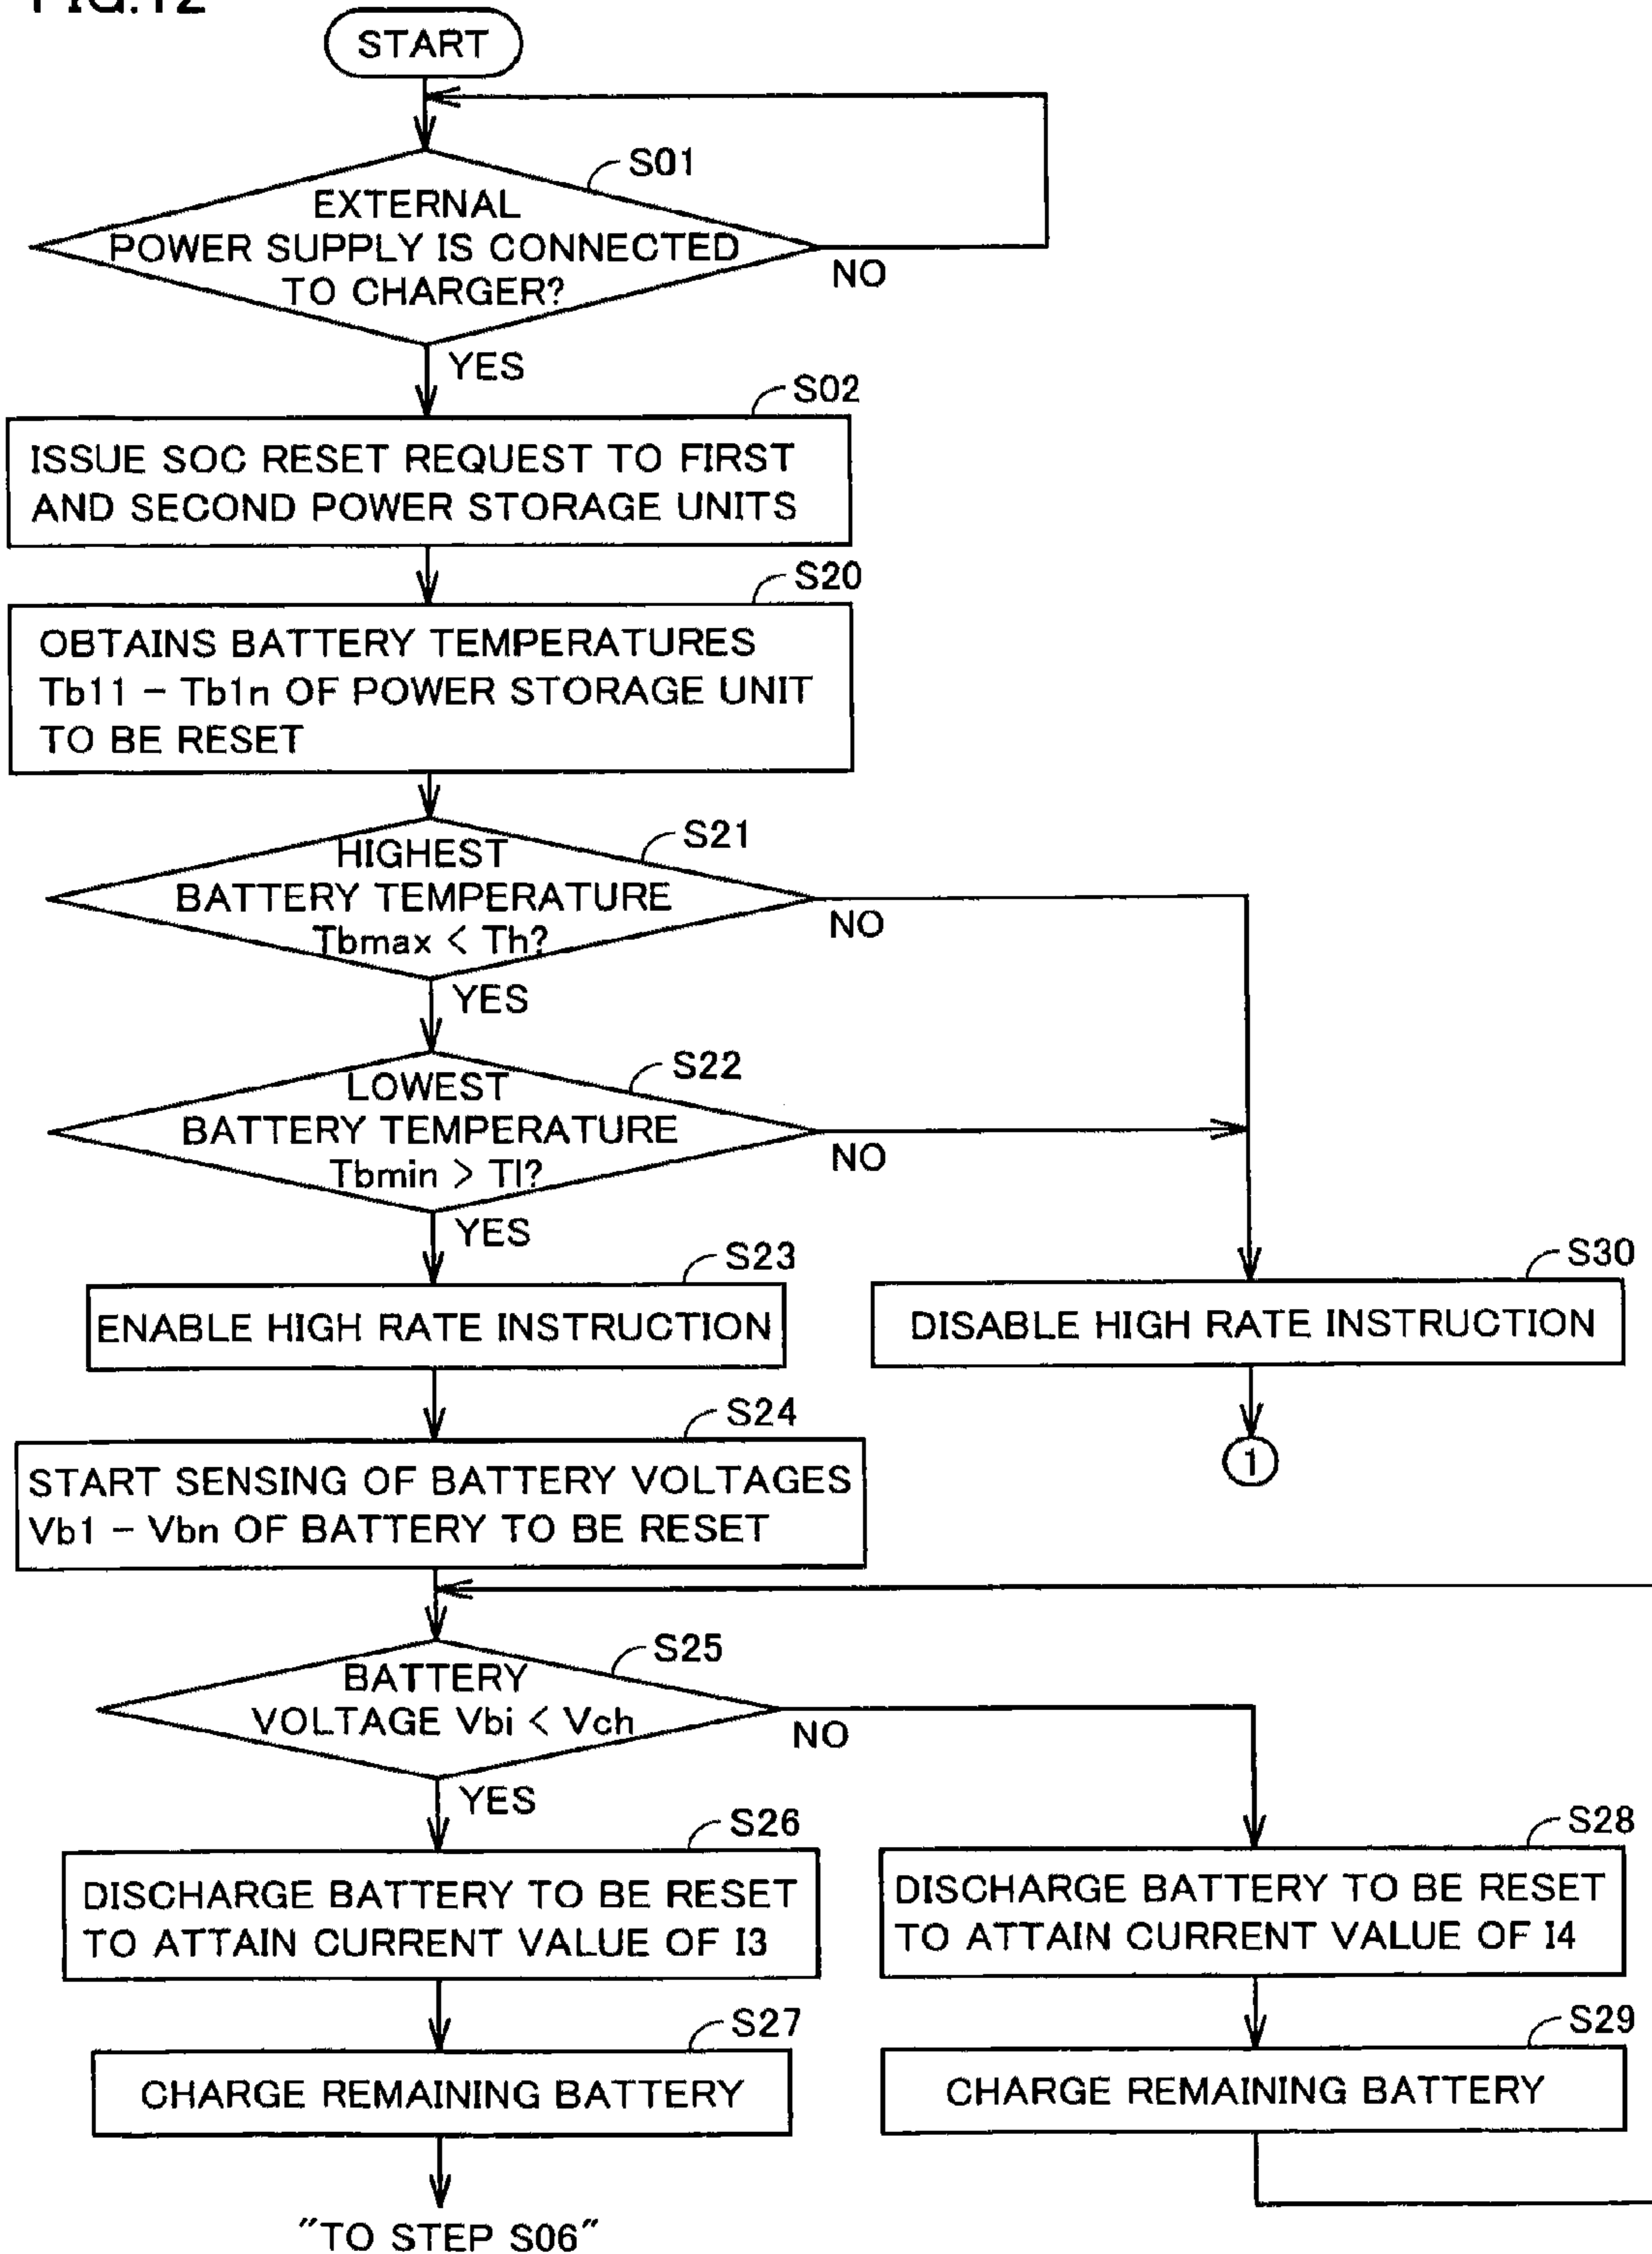 FIG.12
START
S01
EXTERNAL
POWER SUPPLY IS CONNECTED
TO CHARGER?
NO
YES
S02
ISSUE SOC RESET REQUEST TO FIRST
AND SECOND POWER STORAGE UNITS
S20
OBTAINS BATTERY TEMPERATURES
Tb11 - Tb1n OF POWER STORAGE UNIT
TO BE RESET
S21
HIGHEST
BATTERY TEMPERATURE
Tbmax < Th?
NO
YES
S22
LOWEST
BATTERY TEMPERATURE
Tbmin > Tl?
NO
YES
S23
ENABLE HIGH RATE INSTRUCTION
S30
DISABLE HIGH RATE INSTRUCTION
1
S24
START SENSING OF BATTERY VOLTAGES
Vb1 - Vbn OF BATTERY TO BE RESET
S25
BATTERY
VOLTAGE Vbi < Vch
NO
YES
S26
DISCHARGE BATTERY TO BE RESET
TO ATTAIN CURRENT VALUE OF I3
S28
DISCHARGE BATTERY TO BE RESET
TO ATTAIN CURRENT VALUE OF I4
S27
CHARGE REMAINING BATTERY
S29
CHARGE REMAINING BATTERY
"TO STEP S06"